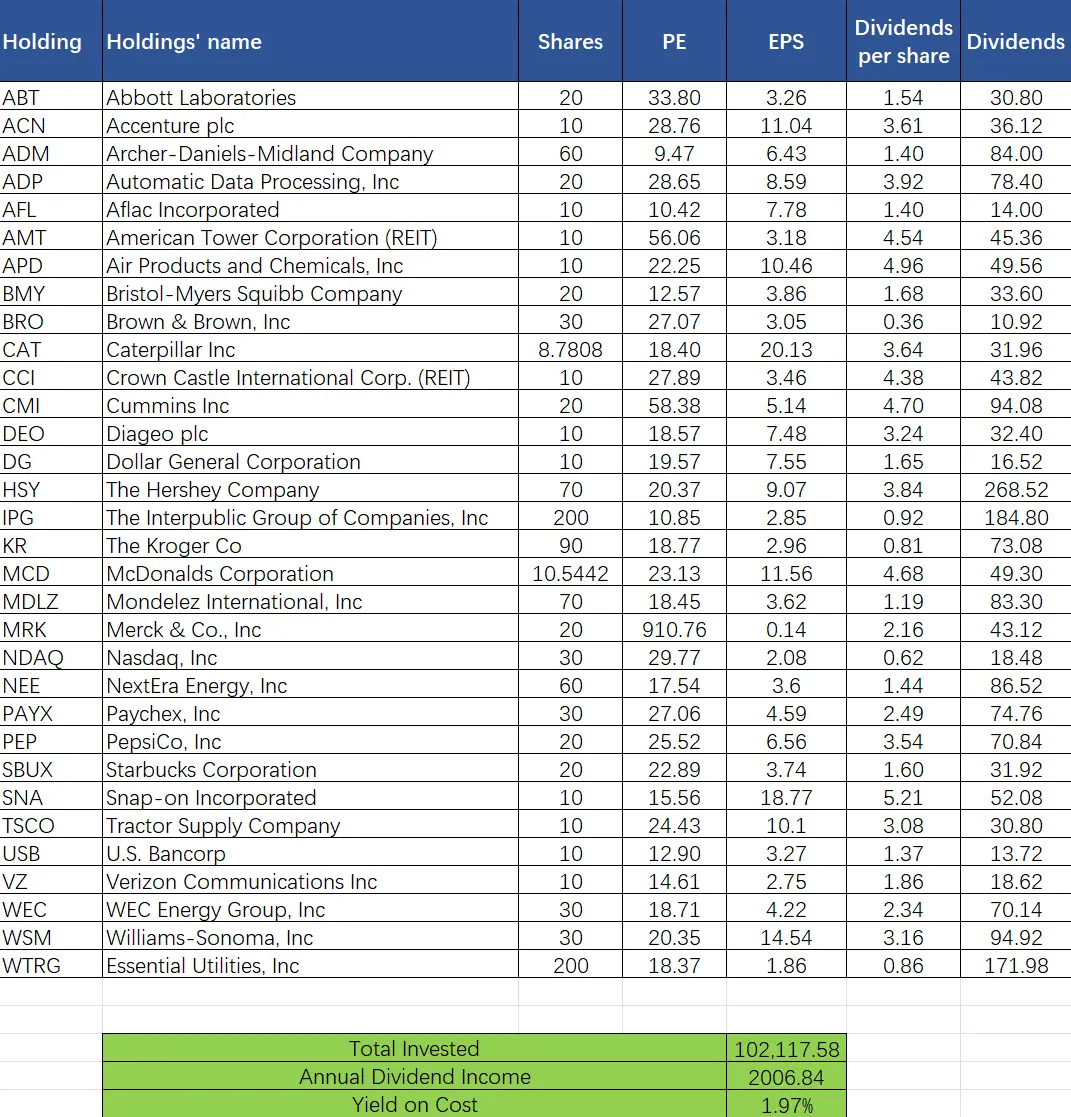 Holding Holdings' name Shares PE EPS Dividends per share Dividends
ABT Abbott Laboratories 20 33.80 3.26 1.54 30.80
ACN Accenture plc 10 28.76 11.04 3.61 36.12
ADM Archer-Daniels-Midland Company 60 9.47 6.43 1.40 84.00
ADP Automatic Data Processing, Inc 20 28.65 8.59 3.92 78.40
AFL Aflac Incorporated 10 10.42 7.78 1.40 14.00
AMT American Tower Corporation (REIT) 10 56.06 3.18 4.54 45.36
APD Air Products and Chemicals, Inc 10 22.25 10.46 4.96 49.56
BMY Bristol-Myers Squibb Company 20 12.57 3.86 1.68 33.60
BRO Brown & Brown, Inc 30 27.07 3.05 0.36 10.92
CAT Caterpillar Inc 8.7808 18.40 20.13 3.64 31.96
CCI Crown Castle International Corp. (REIT) 10 27.89 3.46 4.38 43.82
CMI Cummins Inc 20 58.38 5.14 4.70 94.08
DEO Diageo plc 10 18.57 7.48 3.24 32.40
DG Dollar General Corporation 10 19.57 7.55 1.65 16.52
HSY The Hershey Company 70 20.37 9.07 3.84 268.52
IPG The Interpublic Group of Companies, Inc 200 10.85 2.85 0.92 184.80
KR The Kroger Co 90 18.77 2.96 0.81 73.08
MCD McDonalds Corporation 10.5442 23.13 11.56 4.68 49.30
MDLZ Mondelez International, Inc 70 18.45 3.62 1.19 83.30
MRK Merck & Co., Inc 20 910.76 0.14 2.16 43.12
NDAQ Nasdaq, Inc 30 29.77 2.08 0.62 18.48
NEE NextEra Energy, Inc 60 17.54 3.6 1.44 86.52
PAYX Paychex, Inc 30 27.06 4.59 2.49 74.76
PEP PepsiCo, Inc 20 25.52 6.56 3.54 70.84
SBUX Starbucks Corporation 20 22.89 3.74 1.60 31.92
SNA Snap-on Incorporated 10 15.56 18.77 5.21 52.08
TSCO Tractor Supply Company 10 24.43 10.1 3.08 30.80
USB U.S. Bancorp 10 12.90 3.27 1.37 13.72
VZ Verizon Communications Inc 10 14.61 2.75 1.86 18.62
WEC WEC Energy Group, Inc 30 18.71 4.22 2.34 70.14
WSM Williams-Sonoma, Inc 30 20.35 14.54 3.16 94.92
WTRG Essential Utilities, Inc 200 18.37 1.86 0.86 171.98
Total Invested 102,117.58
Annual Dividend Income 2006.84
Yield on Cost 1.97%